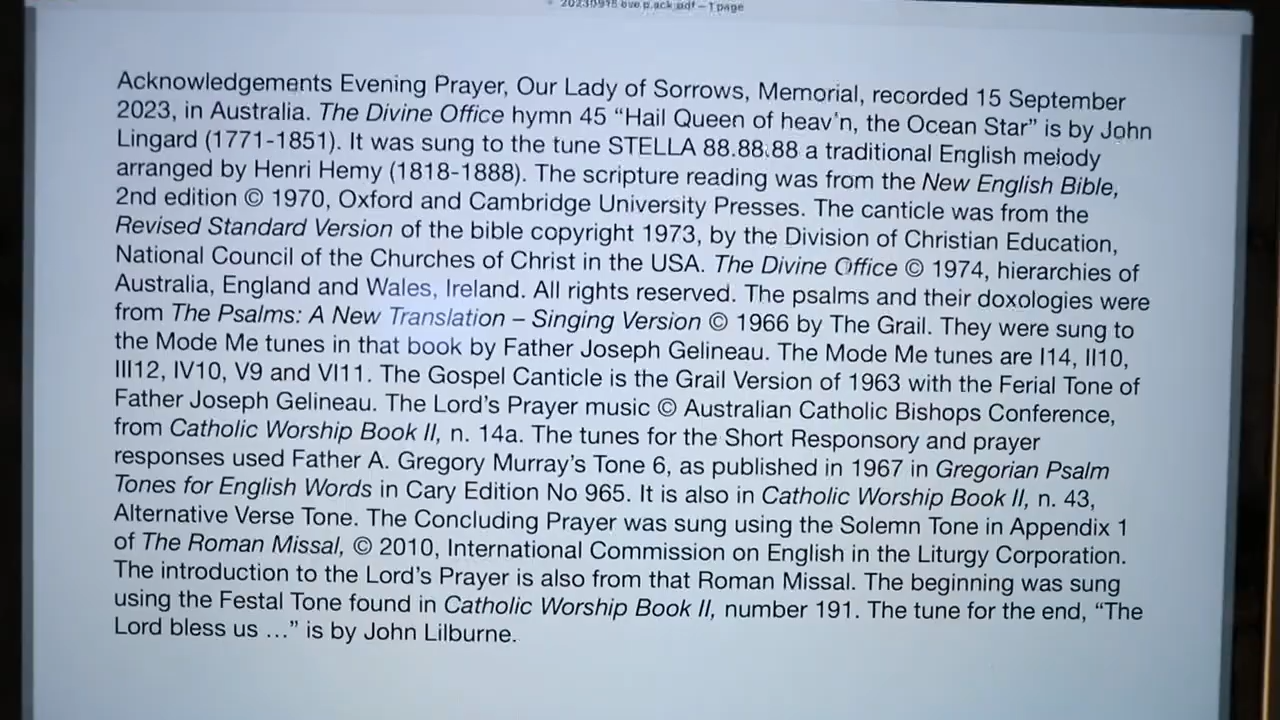 20230915 eve.p.ack.pdf – 1 page
Acknowledgements Evening Prayer, Our Lady of Sorrows, Memorial, recorded 15 September
2023, in Australia. The Divine Office hymn 45 “Hail Queen of heav'n, the Ocean Star” is by John
Lingard (1771-1851). It was sung to the tune STELLA 88.88.88 a traditional English melody
arranged by Henri Hemy (1818-1888). The scripture reading was from the New English Bible,
2nd edition © 1970, Oxford and Cambridge University Presses. The canticle was from the
Revised Standard Version of the bible copyright 1973, by the Division of Christian Education,
National Council of the Churches of Christ in the USA. The Divine Office © 1974, hierarchies of
Australia, England and Wales, Ireland. All rights reserved. The psalms and their doxologies were
from The Psalms: A New Translation – Singing Version © 1966 by The Grail. They were sung to
the Mode Me tunes in that book by Father Joseph Gelineau. The Mode Me tunes are I14, II10,
III12, IV10, V9 and VI11. The Gospel Canticle is the Grail Version of 1963 with the Ferial Tone of
Father Joseph Gelineau. The Lord's Prayer music © Australian Catholic Bishops Conference,
from Catholic Worship Book II, n. 14a. The tunes for the Short Responsory and prayer
responses used Father A. Gregory Murray's Tone 6, as published in 1967 in Gregorian Psalm
Tones for English Words in Cary Edition No 965. It is also in Catholic Worship Book II, n. 43,
Alternative Verse Tone. The Concluding Prayer was sung using the Solemn Tone in Appendix 1
of The Roman Missal, © 2010, International Commission on English in the Liturgy Corporation.
The introduction to the Lord's Prayer is also from that Roman Missal. The beginning was sung
using the Festal Tone found in Catholic Worship Book II, number 191. The tune for the end, “The
Lord bless us …” is by John Lilburne.